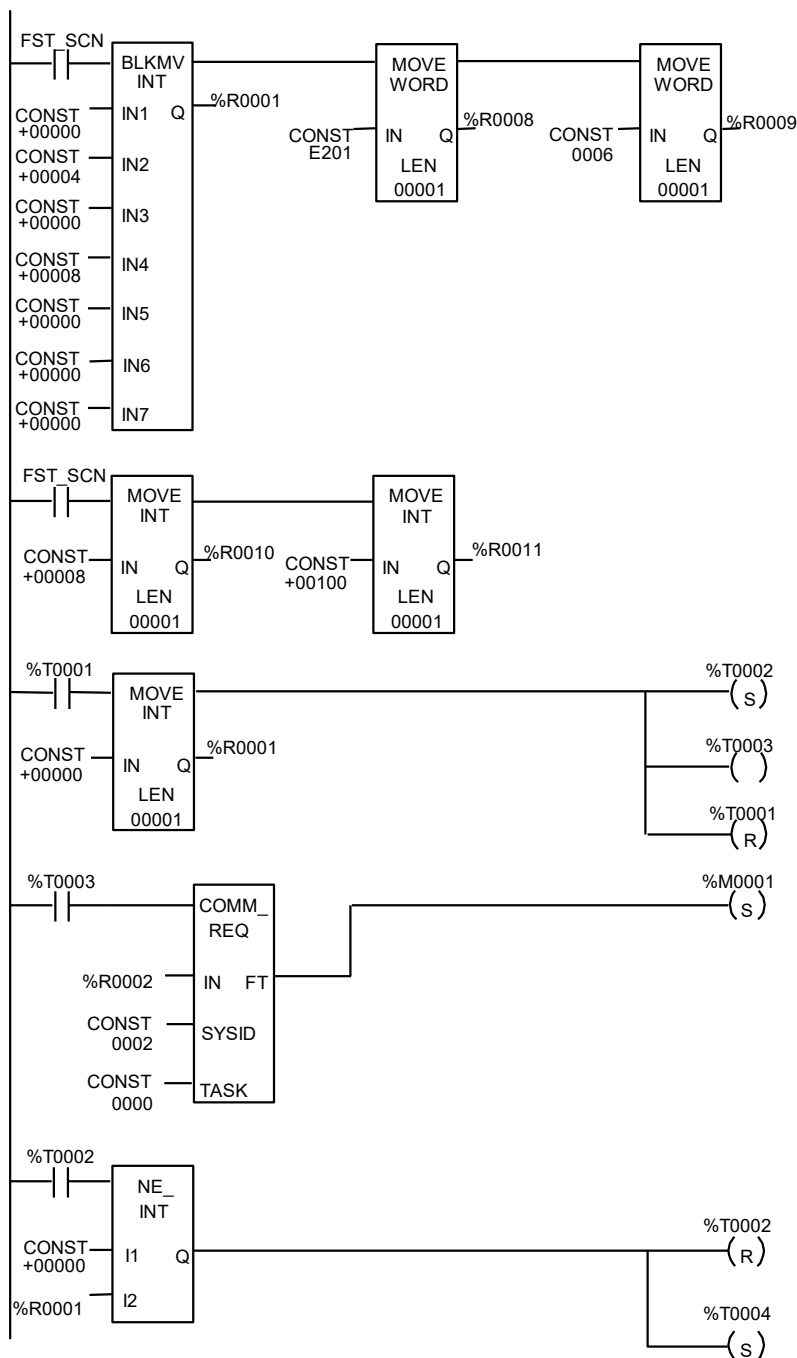 FST_SCN
BLKMV
INT
IN1 Q
%R0001
CONST
+00000
IN2
CONST
+00004
IN3
CONST
+00000
IN4
CONST
+00008
IN5
CONST
+00000
IN6
CONST
+00000
IN7
CONST
+00000
MOVE
WORD
CONST
E201
IN Q
%R0008
LEN
00001
MOVE
WORD
CONST
0006
IN Q
%R0009
LEN
00001
FST_SCN
MOVE
INT
CONST
+00008
IN Q
%R0010
LEN
00001
MOVE
INT
CONST
+00100
IN Q
%R0011
LEN
00001
%T0001
MOVE
INT
CONST
+00000
IN Q
%R0001
LEN
00001
%T0002
S
%T0003
%T0001
R
%T0003
COMM_
REQ
%R0002
IN FT
CONST
0002
SYSID
CONST
0000
TASK
%M0001
S
%T0002
NE_
INT
CONST
+00000
I1 Q
%R0001
I2
%T0002
R
%T0004
S